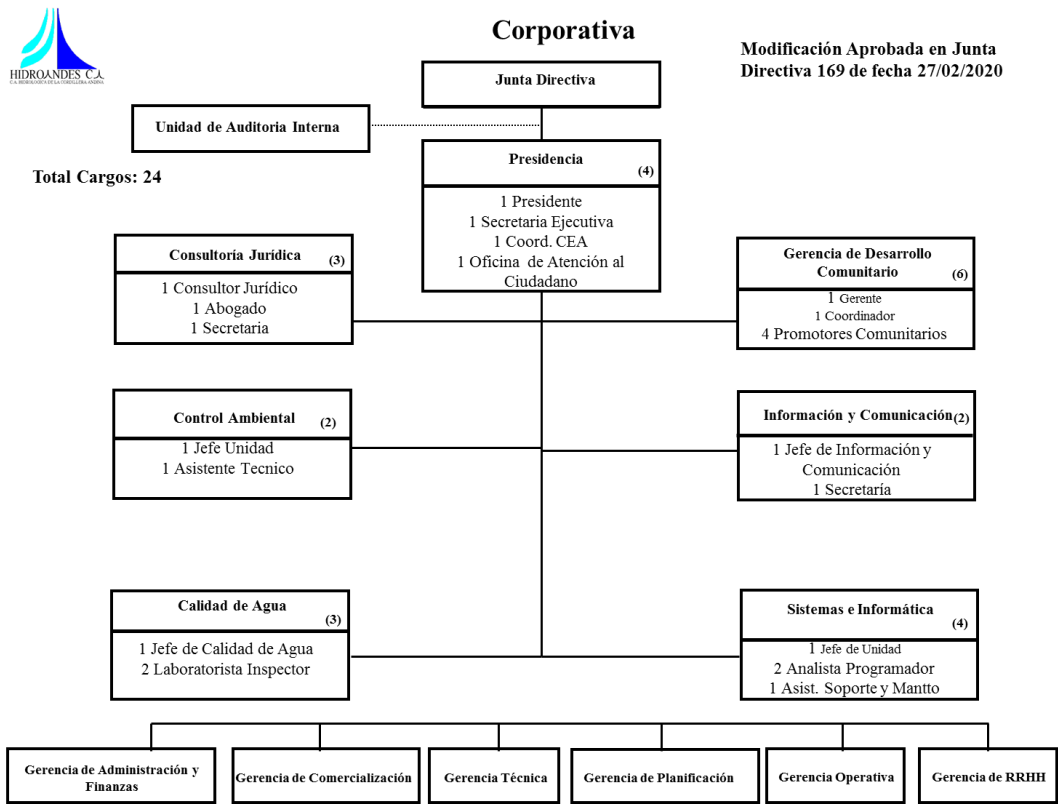 Corporativa
Modificación Aprobada en Junta
Directiva 169 de fecha 27/02/2020
HIDROANDES C.A.
C.A. HIDROLOGICA DE LA CORDILLERA ANDINA
Junta Directiva
Unidad de Auditoria Interna
Total Cargos: 24
Presidencia
(4)
1 Presidente
1 Secretaria Ejecutiva
1 Coord. CEA
1 Oficina de Atención al
Ciudadano
Consultoría Jurídica (3)
1 Consultor Jurídico
1 Abogado
1 Secretaria
Gerencia de Desarrollo
Comunitario (6)
1 Gerente
1 Coordinador
4 Promotores Comunitarios
Control Ambiental (2)
1 Jefe Unidad
1 Asistente Tecnico
Información y Comunicación(2)
1 Jefe de Información y
Comunicación
1 Secretaría
Calidad de Agua
(3)
1 Jefe de Calidad de Agua
2 Laboratorista Inspector
Sistemas e Informática
(4)
1 Jefe de Unidad
2 Analista Programador
1 Asist. Soporte y Mantto
Gerencia de Administración y
Finanzas
Gerencia de Comercialización
Gerencia Técnica
Gerencia de Planificación
Gerencia Operativa
Gerencia de RRHH